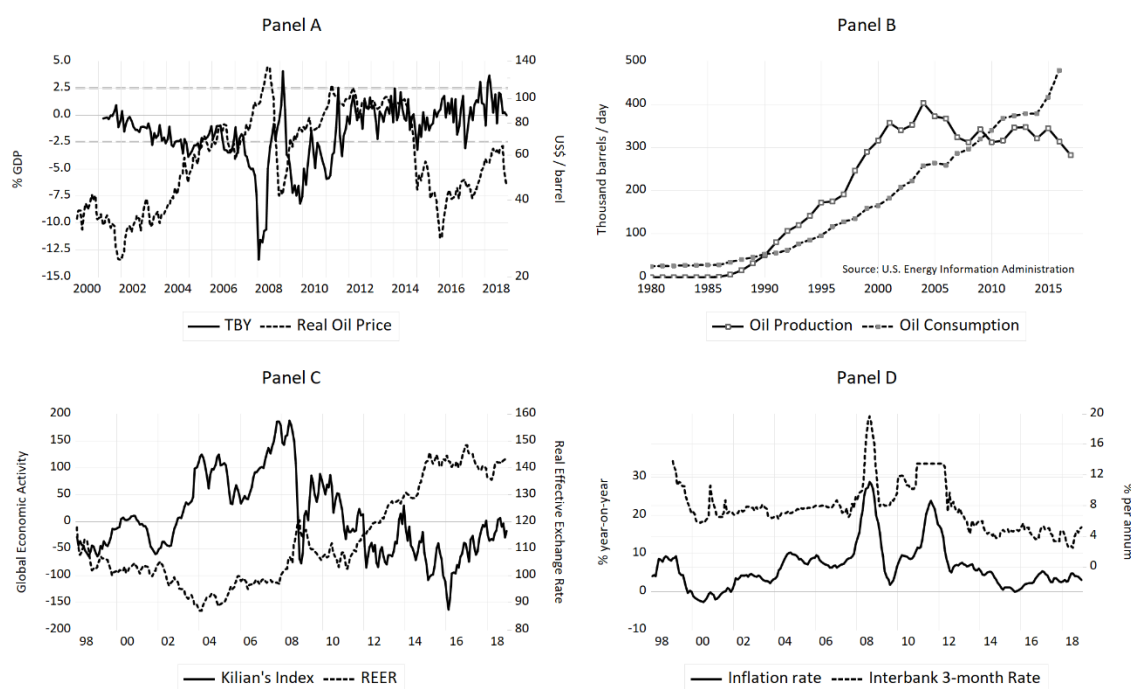 Panel A
5.0
2.5
0.0
-2.5
-5.0
-7.5
-10.0
-12.5
-15.0
% GDP
140
100
80
60
40
20
US$ / barrel
2000 2002 2004 2006 2008 2010 2012 2014 2016 2018
TBY Real Oil Price
Panel B
500
400
300
200
100
0
Thousand barrels / day
Source: U.S. Energy Information Administration
1980 1985 1990 1995 2000 2005 2010 2015
Oil Production Oil Consumption
Panel C
200
150
100
50
0
-50
-100
-150
-200
Global Economic Activity
160
150
140
130
120
110
100
90
80
Real Effective Exchange Rate
98 00 02 04 06 08 10 12 14 16 18
Kilian's Index REER
Panel D
30
20
10
0
-10
% year-on-year
20
16
12
8
4
0
% per annum
98 00 02 04 06 08 10 12 14 16 18
Inflation rate Interbank 3-month Rate